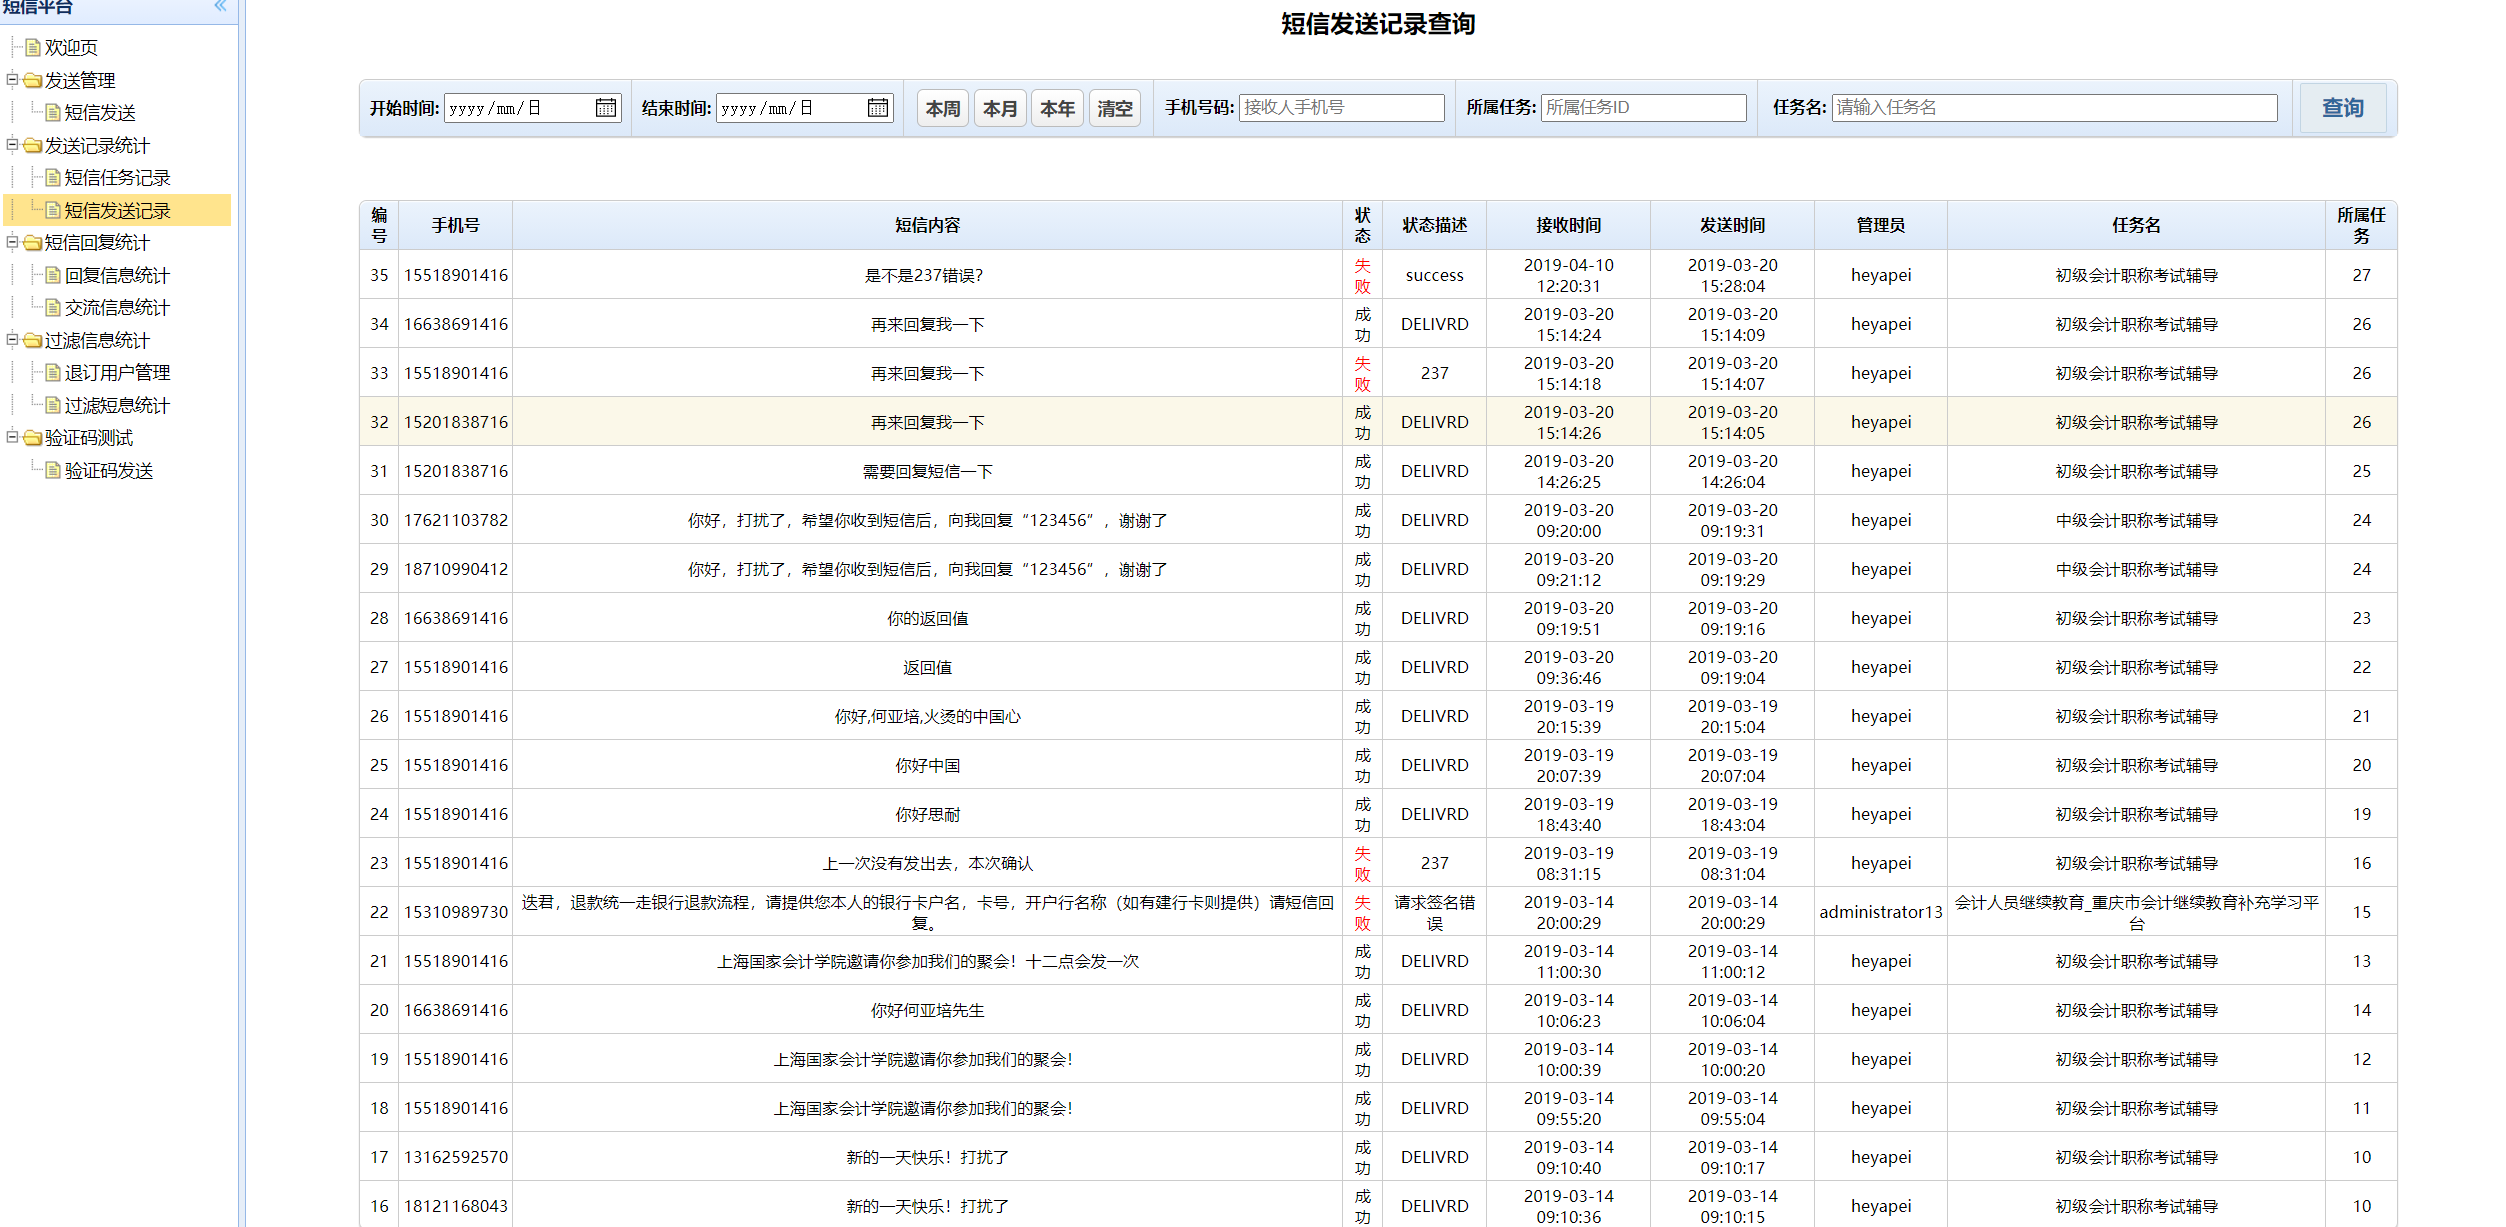 短信平台
欢迎页
发送管理
短信发送
发送记录统计
短信任务记录
短信发送记录
短信回复统计
回复信息统计
交流信息统计
过滤信息统计
退订用户管理
过滤短息统计
验证码测试
验证码发送
短信发送记录查询
开始时间: yyyy/mm/日 结束时间: yyyy/mm/日 本周 本月 本年 清空 手机号码: 接收人手机号 所属任务: 所属任务ID 任务名: 请输入任务名 查询
编号 手机号 短信内容 状态 状态描述 接收时间 发送时间 管理员 任务名 所属任务
35 15518901416 是不是237错误？ 失败 success 2019-04-10 12:20:31 2019-03-20 15:28:04 heyapei 初级会计职称考试辅导 27
34 16638691416 再来回复我一下 成功 DELIVRD 2019-03-20 15:14:24 2019-03-20 15:14:09 heyapei 初级会计职称考试辅导 26
33 15518901416 再来回复我一下 失败 237 2019-03-20 15:14:18 2019-03-20 15:14:07 heyapei 初级会计职称考试辅导 26
32 15201838716 再来回复我一下 成功 DELIVRD 2019-03-20 15:14:26 2019-03-20 15:14:05 heyapei 初级会计职称考试辅导 26
31 15201838716 需要回复短信一下 成功 DELIVRD 2019-03-20 14:26:25 2019-03-20 14:26:04 heyapei 初级会计职称考试辅导 25
30 17621103782 你好，打扰了，希望你收到短信后，向我回复“123456”，谢谢了 成功 DELIVRD 2019-03-20 09:20:00 2019-03-20 09:19:31 heyapei 中级会计职称考试辅导 24
29 18710990412 你好，打扰了，希望你收到短信后，向我回复“123456”，谢谢了 成功 DELIVRD 2019-03-20 09:21:12 2019-03-20 09:19:29 heyapei 中级会计职称考试辅导 24
28 16638691416 你的返回值 成功 DELIVRD 2019-03-20 09:19:51 2019-03-20 09:19:16 heyapei 初级会计职称考试辅导 23
27 15518901416 返回值 成功 DELIVRD 2019-03-20 09:36:46 2019-03-20 09:19:04 heyapei 初级会计职称考试辅导 22
26 15518901416 你好,何亚培,火烫的中国心 成功 DELIVRD 2019-03-19 20:15:39 2019-03-19 20:15:04 heyapei 初级会计职称考试辅导 21
25 15518901416 你好中国 成功 DELIVRD 2019-03-19 20:07:39 2019-03-19 20:07:04 heyapei 初级会计职称考试辅导 20
24 15518901416 你好思耐 成功 DELIVRD 2019-03-19 18:43:40 2019-03-19 18:43:04 heyapei 初级会计职称考试辅导 19
23 15518901416 上一次没有发出去，本次确认 失败 237 2019-03-19 08:31:15 2019-03-19 08:31:04 heyapei 初级会计职称考试辅导 16
22 15310989730 迭君，退款统一走银行退款流程，请提供您本人的银行卡户名，卡号，开户行名称（如有建行卡则提供）请短信回复。 失败 请求签名错误 2019-03-14 20:00:29 2019-03-14 20:00:29 administrator13 会计人员继续教育_重庆市会计继续教育补充学习平台 15
21 15518901416 上海国家会计学院邀请你参加我们的聚会！十二点会发一次 成功 DELIVRD 2019-03-14 11:00:30 2019-03-14 11:00:12 heyapei 初级会计职称考试辅导 13
20 16638691416 你好何亚培先生 成功 DELIVRD 2019-03-14 10:06:23 2019-03-14 10:06:04 heyapei 初级会计职称考试辅导 14
19 15518901416 上海国家会计学院邀请你参加我们的聚会！ 成功 DELIVRD 2019-03-14 10:00:39 2019-03-14 10:00:20 heyapei 初级会计职称考试辅导 12
18 15518901416 上海国家会计学院邀请你参加我们的聚会！ 成功 DELIVRD 2019-03-14 09:55:20 2019-03-14 09:55:04 heyapei 初级会计职称考试辅导 11
17 13162592570 新的一天快乐！打扰了 成功 DELIVRD 2019-03-14 09:10:40 2019-03-14 09:10:17 heyapei 初级会计职称考试辅导 10
16 18121168043 新的一天快乐！打扰了 成功 DELIVRD 2019-03-14 09:10:36 2019-03-14 09:10:15 heyapei 初级会计职称考试辅导 10